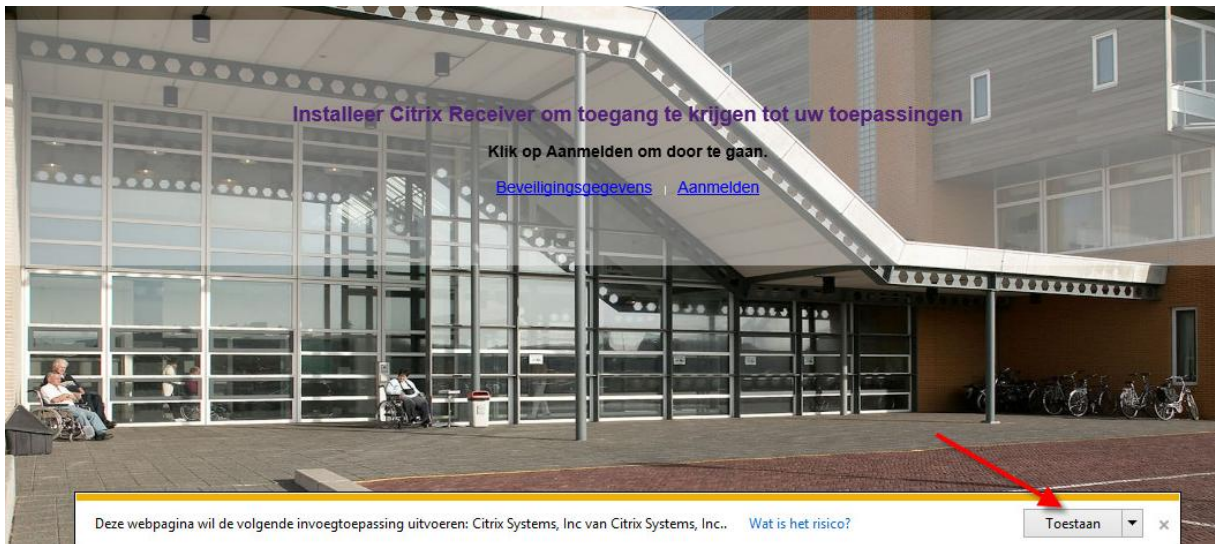 Installeer Citrix Receiver om toegang te krijgen tot uw toepassingen
Klik op Aanmelden om door te gaan.
Beveiligingsgegevens | Aanmelden
Deze webpagina wil de volgende invoegtoepassing uitvoeren: Citrix Systems, Inc van Citrix Systems, Inc.. Wat is het risico? Toestaan